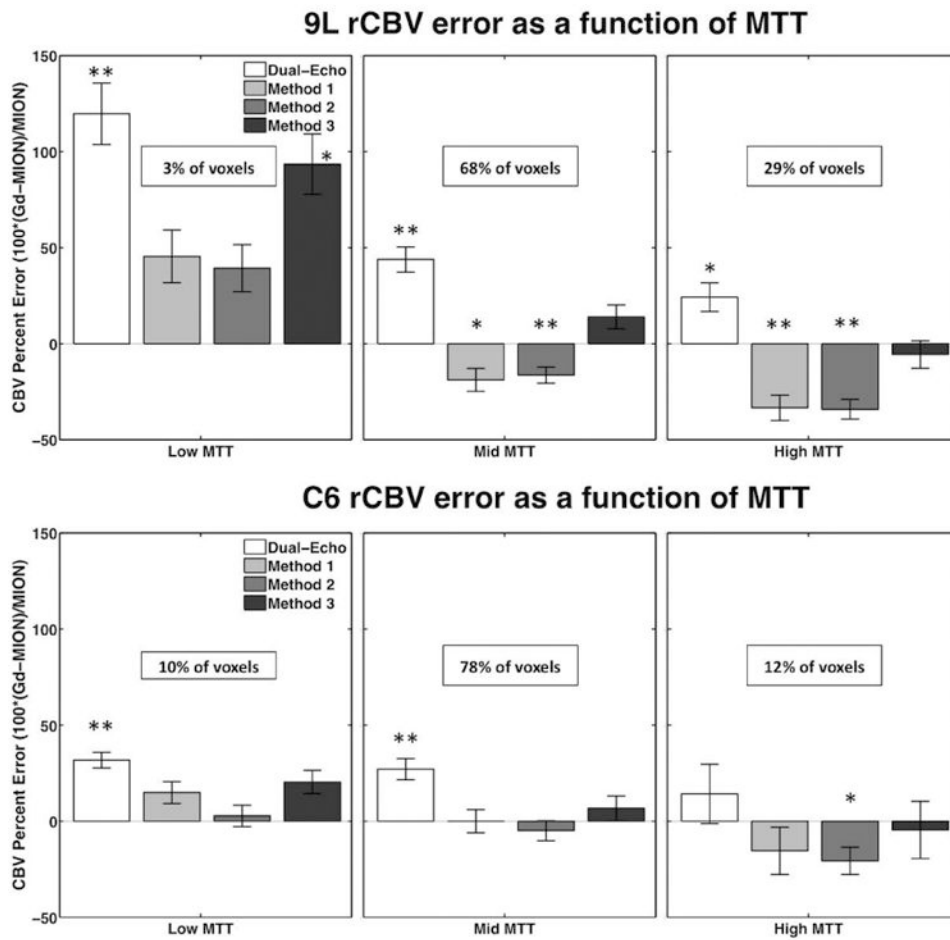 9L rCBV error as a function of MTT
CBV Percent Error (100*(Gd−MION)/MION)
150
100
50
0
−50
**
Dual−Echo
Method 1
Method 2
Method 3
3% of voxels
*
Low MTT
68% of voxels
**
*
**
Mid MTT
29% of voxels
*
**
**
High MTT
C6 rCBV error as a function of MTT
CBV Percent Error (100*(Gd−MION)/MION)
150
100
50
0
−50
Dual−Echo
Method 1
Method 2
Method 3
10% of voxels
**
Low MTT
78% of voxels
**
Mid MTT
12% of voxels
*
High MTT